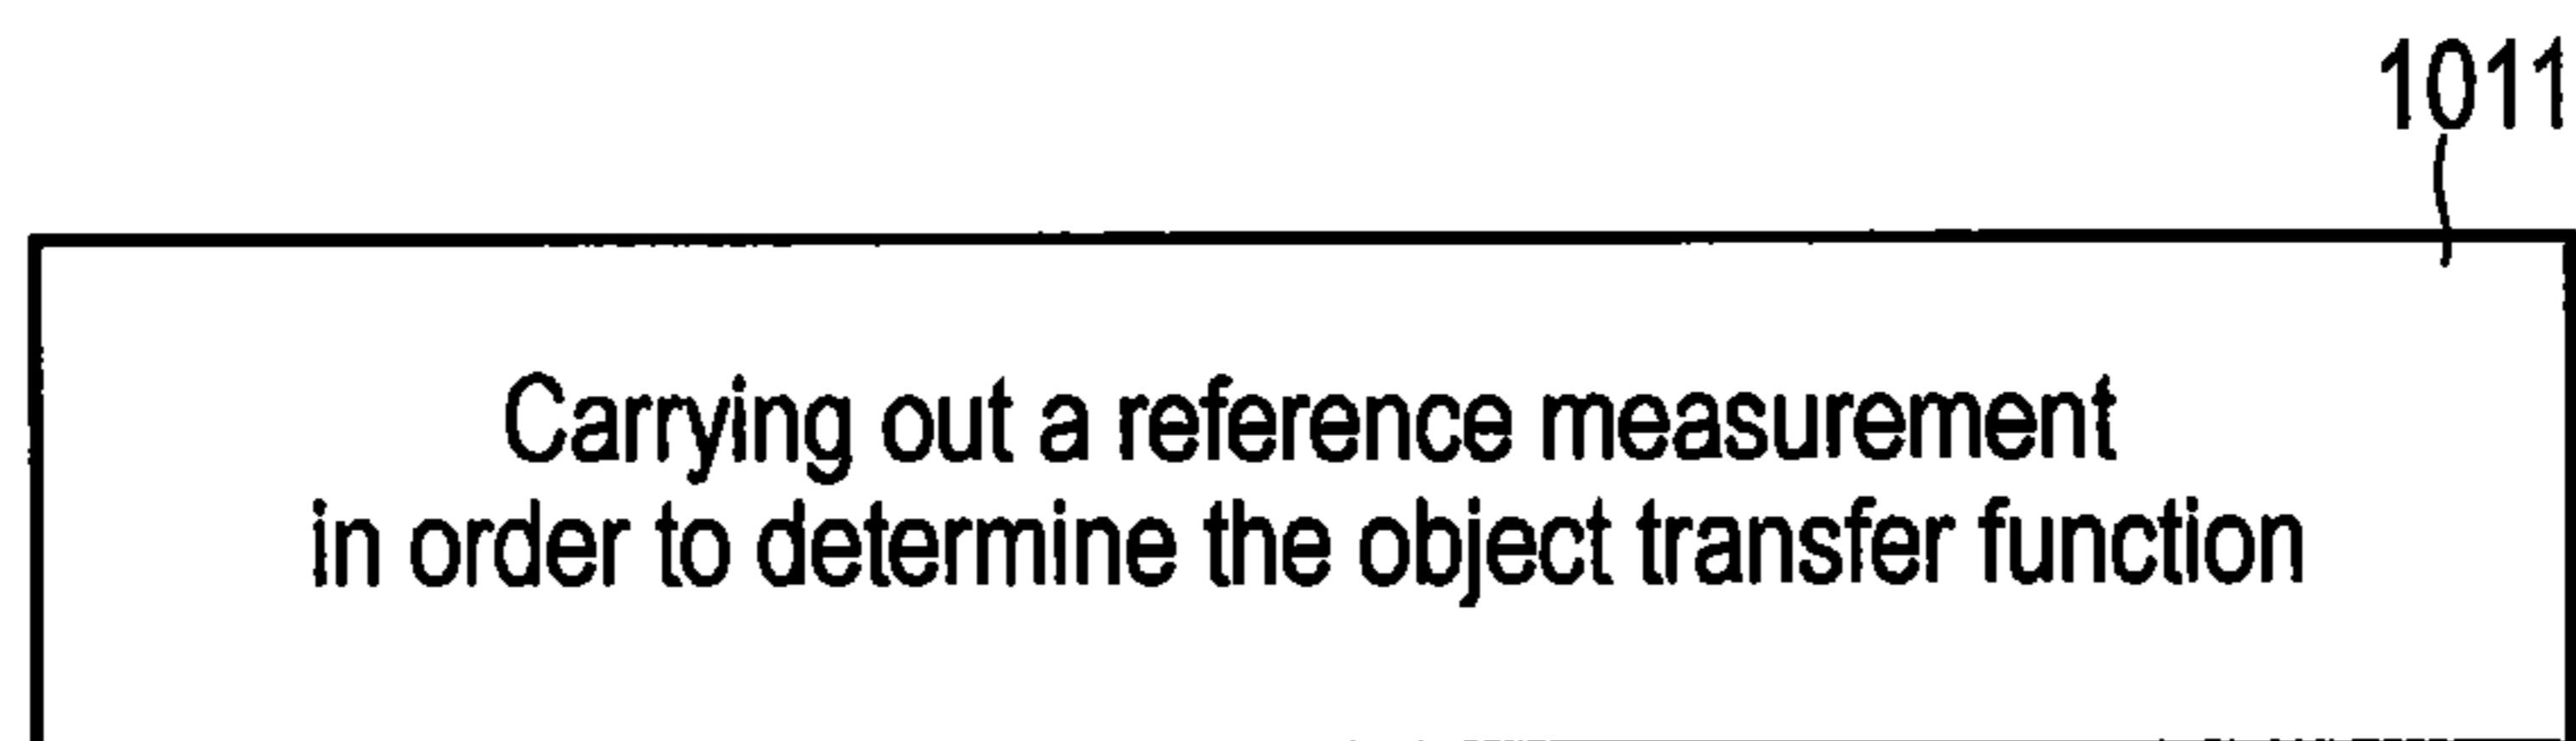 1011
Carrying out a reference measurement
in order to determine the object transfer function